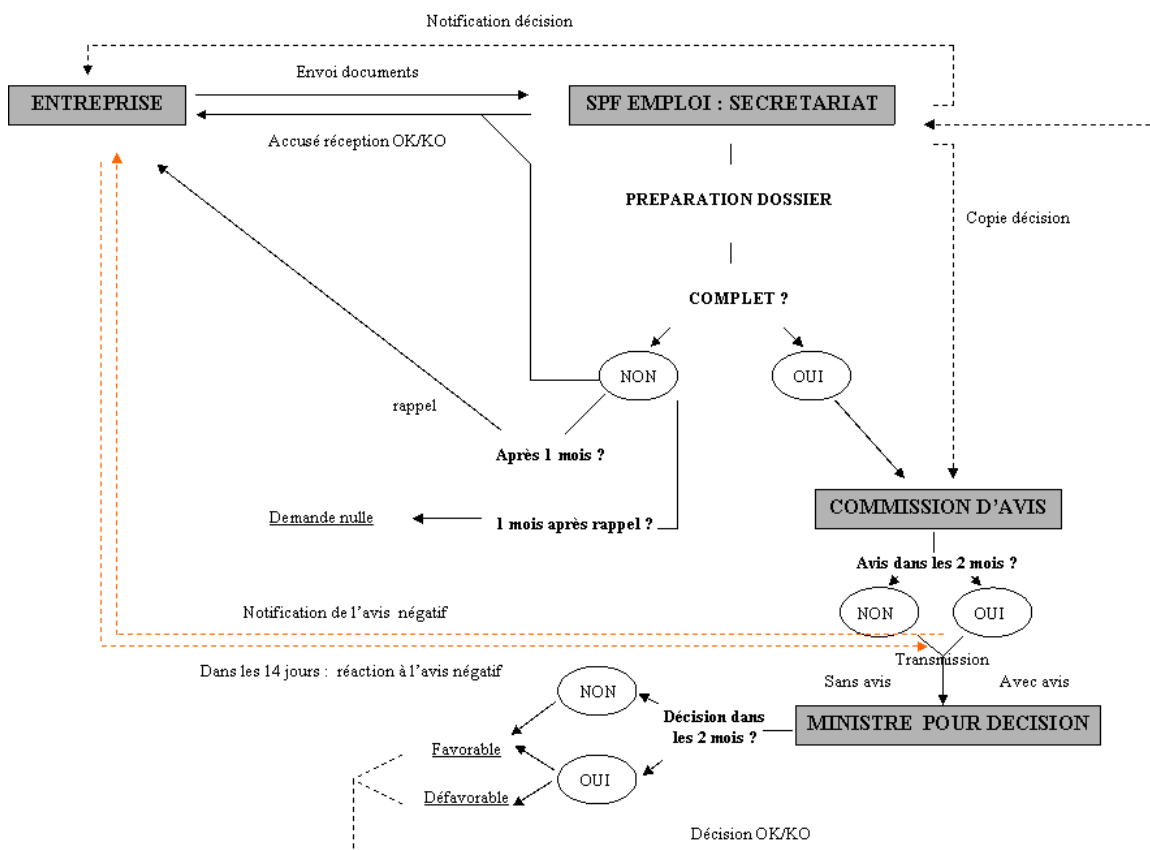 Notification décision
Envoi documents
ENTREPRISE
SPF EMPLOI : SECRETARIAT
Accusé réception OK/KO
PREPARATION DOSSIER
Copie décision
COMPLET ?
NON
OUI
rappel
Après 1 mois ?
COMMISSION D'AVIS
Demande nulle
1 mois après rappel ?
Avis dans les 2 mois ?
NON
OUI
Notification de l'avis négatif
Transmission
Dans les 14 jours : réaction à l'avis négatif
Sans avis
Avec avis
NON
Décision dans
les 2 mois ?
MINISTRE POUR DECISION
Favorable
OUI
Défavorable
Décision OK/KO